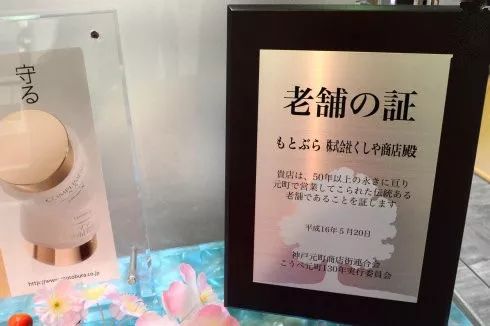 守る
http://www.motobura.co.jp
老舗の証
もとぶら 株式会社くしや商店殿
貴店は、50年以上の永きに亘り
元町で営業してこられた伝統ある
老舗であることを証します
平成16年5月20日
神戸元町商店街連合会
こうべ元町130年実行委員会